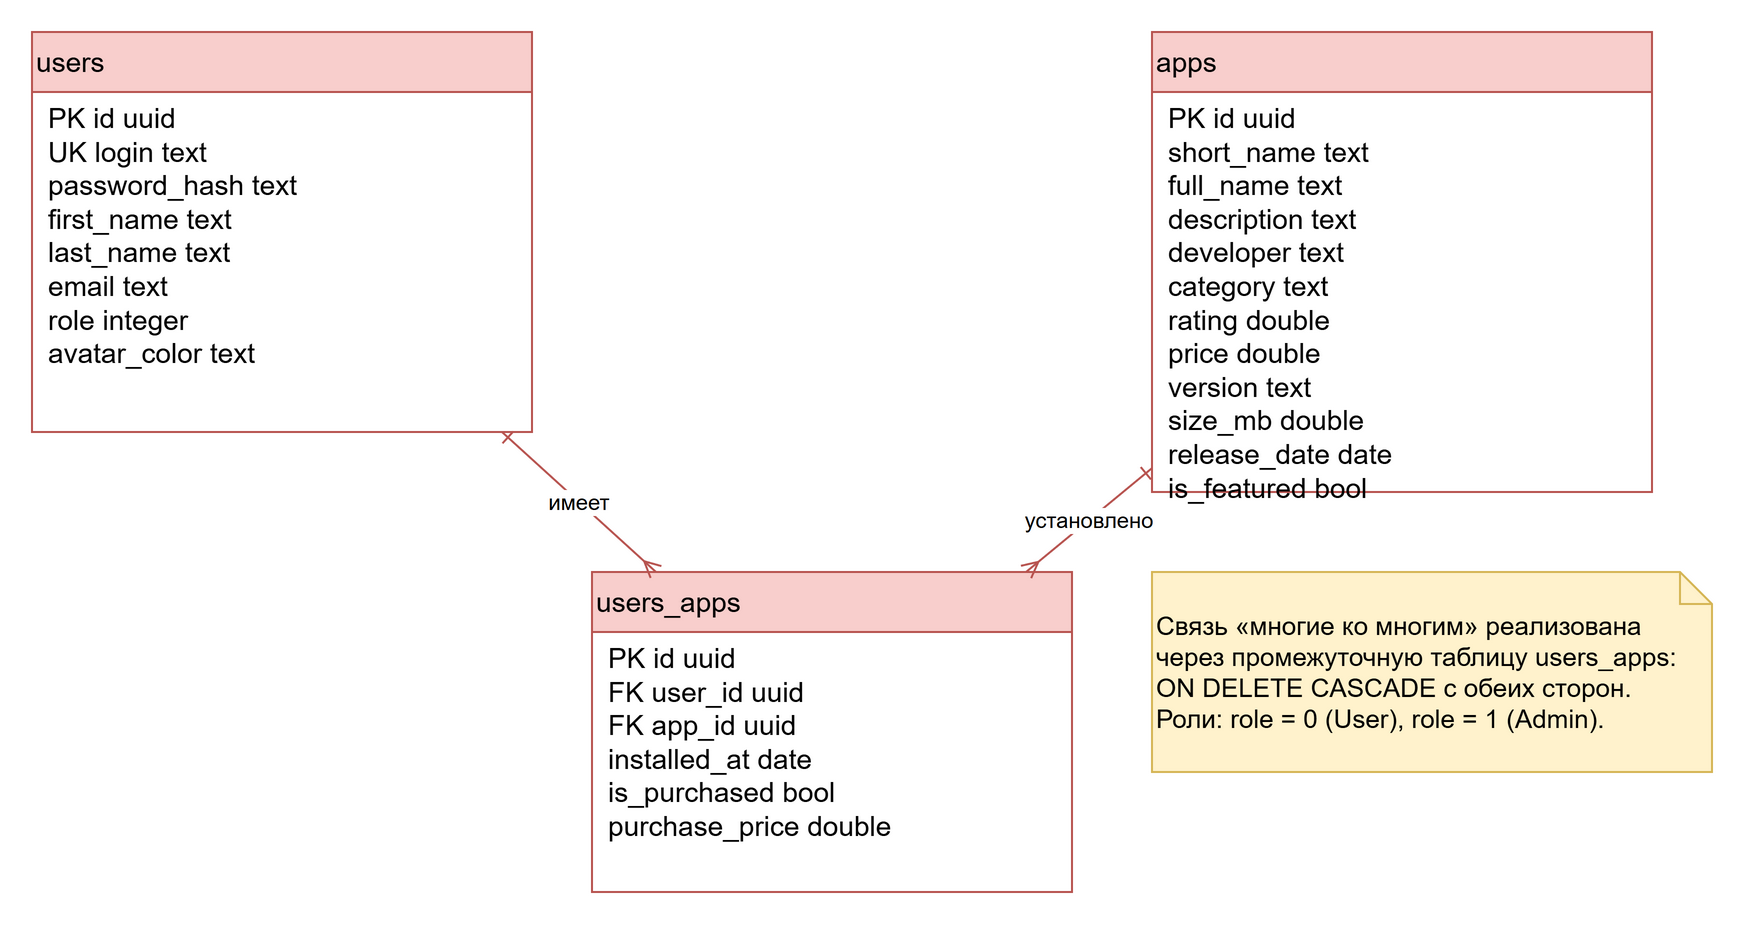 users
PK id uuid
UK login text
password_hash text
first_name text
last_name text
email text
role integer
avatar_color text
apps
PK id uuid
short_name text
full_name text
description text
developer text
category text
rating double
price double
version text
size_mb double
release_date date
is_featured bool
имеет
установлено
users_apps
PK id uuid
FK user_id uuid
FK app_id uuid
installed_at date
is_purchased bool
purchase_price double
Связь «многие ко многим» реализована
через промежуточную таблицу users_apps:
ON DELETE CASCADE с обеих сторон.
Роли: role = 0 (User), role = 1 (Admin).